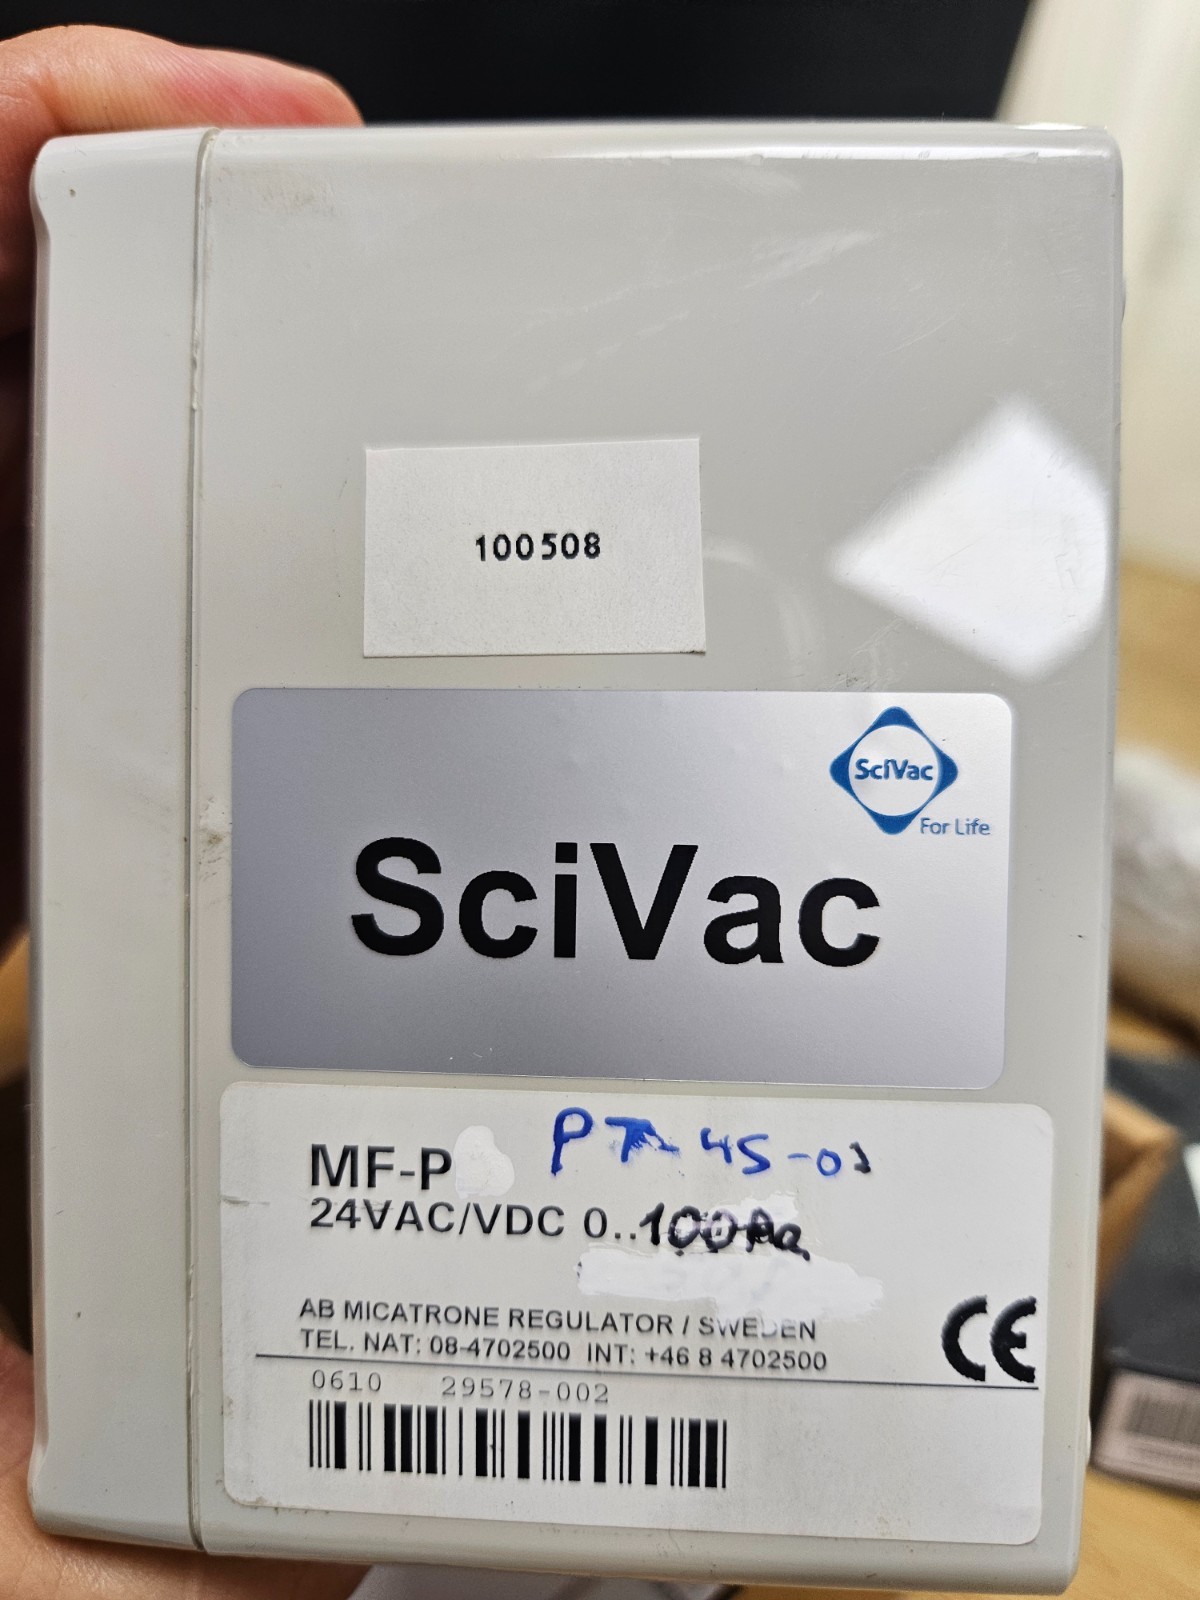 100508
SciVac
For Life
SciVac
PT-45-01
MF-P
24VAC/VDC 0..100Pa
AB MICATRONE REGULATOR / SWEDEN
TEL. NAT: 08-4702500 INT: +46 8 4702500
CE
0610 29578-002